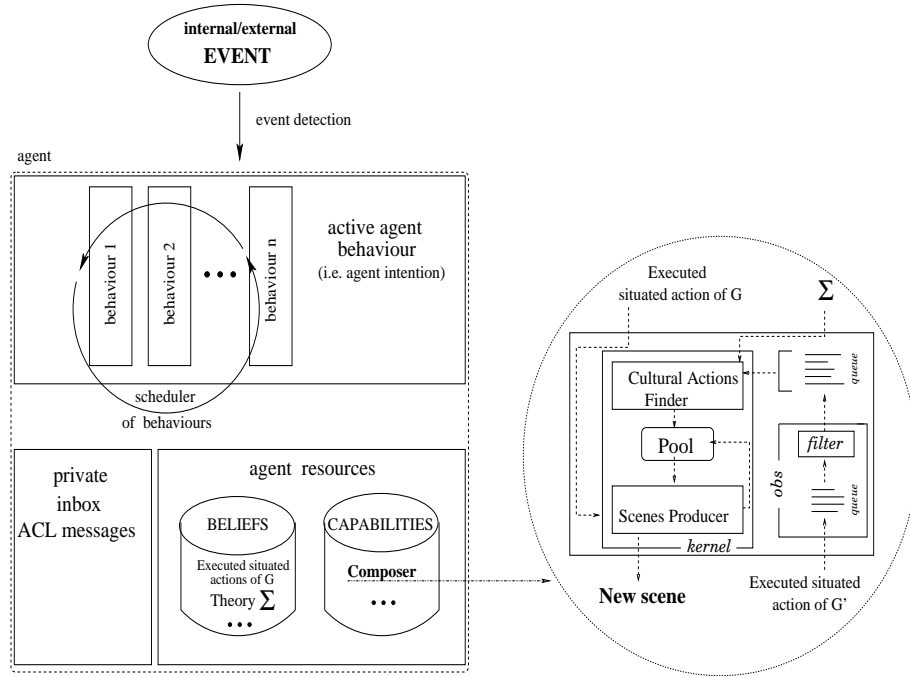 internal/external
EVENT
event detection
agent
behaviour 1
behaviour 2
behaviour n
active agent
behaviour
(i.e. agent intention)
scheduler
of behaviours
private
inbox
ACL messages
agent resources
BELIEFS
Executed situated
actions of G
Theory Σ
...
CAPABILITIES
Composer
...
Executed
situated action of G
Σ
Cultural Actions
Finder
Pool
Scenes Producer
kernel
queue
filter
obs
queue
New scene
Executed situated
action of G'